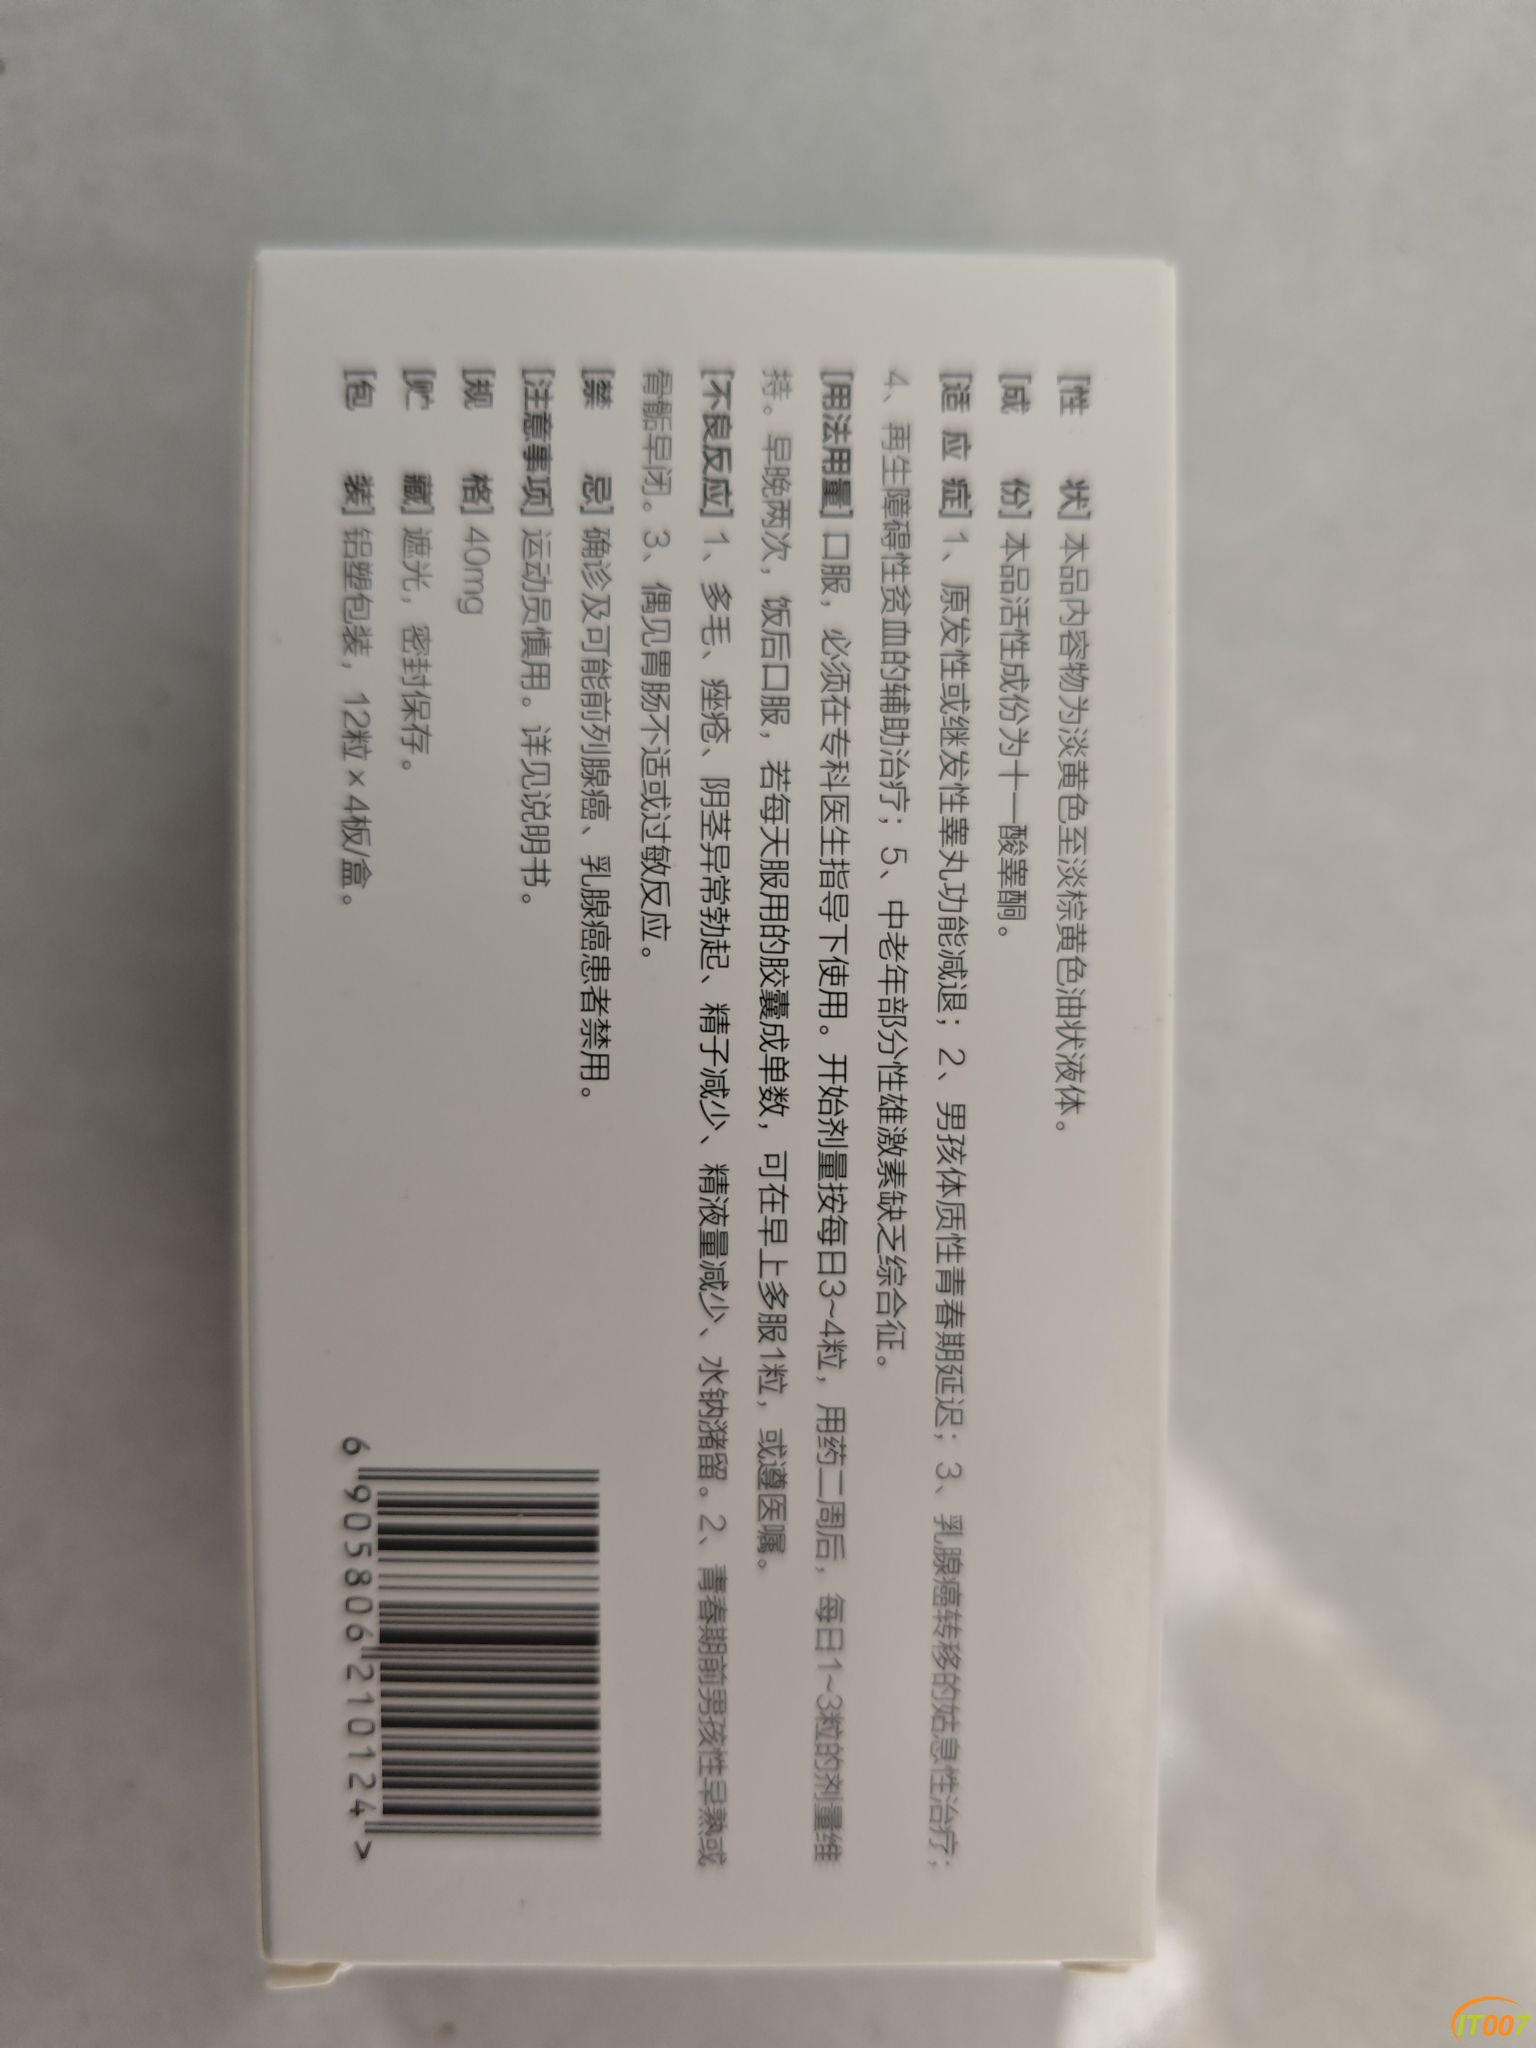 [性 状] 本品内容物为淡黄色至淡棕黄色油状液体。
[成 份] 本品活性成份为十一酸睾酮。
[适 应 症] 1、原发性或继发性睾丸功能减退；2、男孩体质性青春期延迟；3、乳腺癌转移的姑息性治疗；
4、再生障碍性贫血的辅助治疗；5、中老年部分性雄激素缺乏综合征。
[用法用量] 口服，必须在专科医生指导下使用。开始剂量按每日3~4粒，用药二周后，每日1~3粒的剂量维
持。早晚两次，饭后口服，若每天服用的胶囊成单数，可在早上多服1粒，或遵医嘱。
[不良反应] 1、多毛、痤疮、阴茎异常勃起、精子减少、精液量减少、水钠潴留。2、青春期前男孩性早熟或
骨骺早闭。3、偶见胃肠不适或过敏反应。
[禁 忌] 确诊及可能前列腺癌、乳腺癌患者禁用。
[注意事项] 运动员慎用。详见说明书。
[规 格] 40mg
[贮 藏] 遮光，密封保存。
[包 装] 铝塑包装，12粒×4板/盒。
6 905806 210124 >
IT007